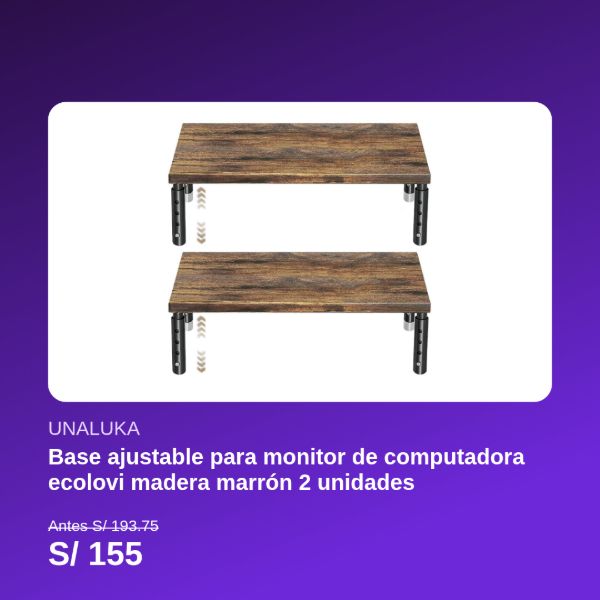 UNALUKA
Base ajustable para monitor de computadora
ecolovi madera marrón 2 unidades
Antes S/ 193.75
S/ 155